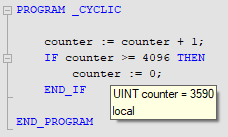 PROGRAM _CYCLIC
counter := counter + 1;
IF counter >= 4096 THEN
counter := 0;
END_IF
UINT counter = 3590
local
END_PROGRAM